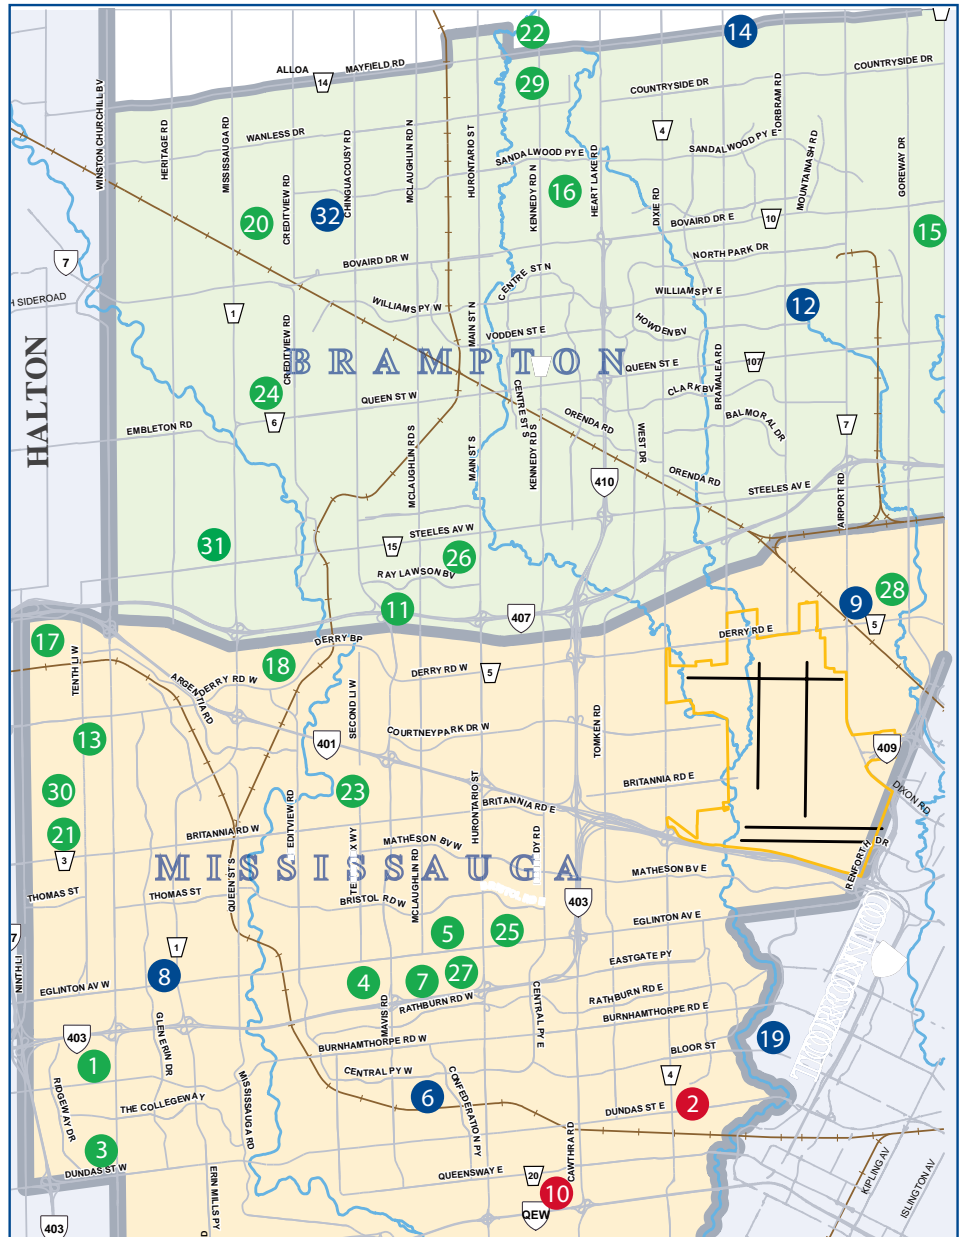 22
14
29
ALLOA
MAYFIELD RD
14
COUNTRYSIDE DR
COUNTRYSIDE DR
WINSTON CHURCHILL BV
HERITAGE RD
MISSISSAUGA RD
WANLESS DR
CHINGUACOUSY RD
MCLAUGHLIN RD N
HURONTARIO ST
SANDALWOOD PY E
4
SANDALWOOD PY E
TORBRAM RD
MOUNTAINASH RD
GOREWAY DR
CREDITVIEW RD
KENNEDY RD N
16
HEART LAKE RD
DIXIE RD
20
32
BOVAIRD DR E
10
15
7
BOVAIRD DR W
NORTH PARK DR
CENTRE ST N
WILLIAMS PY E
H SIDEROAD
1
WILLIAMS PY W
MAIN ST N
VODDEN ST E
HOWDEN BV
12
HALTON
CREDITVIEW RD
BRAMPTON
QUEEN ST E
107
BRAMALEA RD
24
QUEEN ST W
CENTRE ST S
CLARK BV
6
EMBLETON RD
ORENDA RD
BALMORAL DR
7
MCLAUGHLIN RD S
MAIN ST S
KENNEDY RD S
WEST DR
ORENDA RD
410
STEELES AV E
AIRPORT RD
31
15
STEELES AV W
26
RAY LAWSON BV
11
407
28
9
5
17
DERRY BP
DERRY RD E
TENTH LI W
18
DERRY RD W
5
ARGENTIA RD
DERRY RD W
SECOND LI W
13
401
COURTNEYPARK DR W
TOMKEN RD
409
30
23
HURONTARIO ST
BRITANNIA RD E
DIXON RD
21
BRITANNIA RD W
EDITVIEW RD
BRITANNIA RD E
3
MATHESON BV W
RENFORTH DR
MISSISSAUGA
MATHESON BV E
THOMAS ST
THOMAS ST
QUEEN ST S
BRISTOL RD W
MCLAUGHLIN RD
403
7
1
5
25
EGLINTON AV E
NINTH LI
8
4
7
27
EASTGATE PY
EGLINTON AV W
MAVIS RD
RATHBURN RD W
RATHBURN RD E
CENTRAL PY E
BURNHAMTHORPE RD E
403
GLEN ERIN DR
BURNHAMTHORPE RD W
BLOOR ST
19
1
CENTRAL PY W
4
RIDGEWAY DR
MISSISSAUGA RD
THE COLLEGEWAY
6
CONFEDERATION PY
DUNDAS ST E
2
3
CAWTHRA RD
DUNDAS ST W
ERIN MILLS PY
QUEENSWAY E
20
10
KIPLING AV
ISLINGTON AV
403
QEW